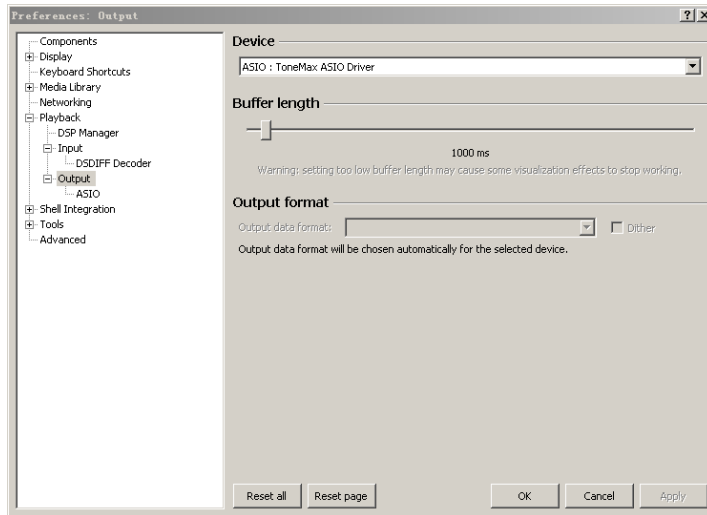 Preferences: Output
Components
Display
Keyboard Shortcuts
Media Library
Networking
Playback
DSP Manager
Input
DSDIFF Decoder
Output
ASIO
Shell Integration
Tools
Advanced
Device
ASIO : ToneMax ASIO Driver
Buffer length
1000 ms
Warning: setting too low buffer length may cause some visualization effects to stop working.
Output format
Output data format:
Dither
Output data format will be chosen automatically for the selected device.
Reset all
Reset page
OK
Cancel
Apply